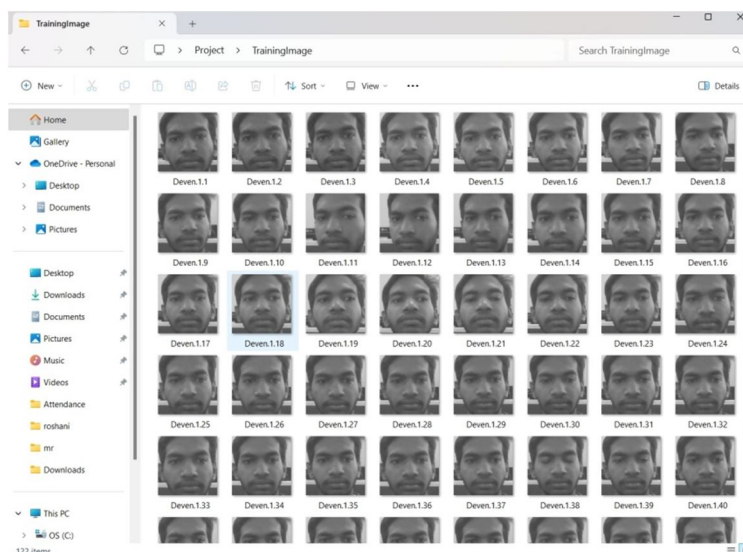 TrainingImage
Project > TrainingImage
Search TrainingImage
New
Sort
View
Details
Home
Gallery
OneDrive - Personal
Desktop
Documents
Pictures
Desktop
Downloads
Documents
Pictures
Music
Videos
Attendance
roshani
mr
Downloads
This PC
OS (C:)
Deven.1.1 Deven.1.2 Deven.1.3 Deven.1.4 Deven.1.5 Deven.1.6 Deven.1.7 Deven.1.8
Deven.1.9 Deven.1.10 Deven.1.11 Deven.1.12 Deven.1.13 Deven.1.14 Deven.1.15 Deven.1.16
Deven.1.17 Deven.1.18 Deven.1.19 Deven.1.20 Deven.1.21 Deven.1.22 Deven.1.23 Deven.1.24
Deven.1.25 Deven.1.26 Deven.1.27 Deven.1.28 Deven.1.29 Deven.1.30 Deven.1.31 Deven.1.32
Deven.1.33 Deven.1.34 Deven.1.35 Deven.1.36 Deven.1.37 Deven.1.38 Deven.1.39 Deven.1.40
items